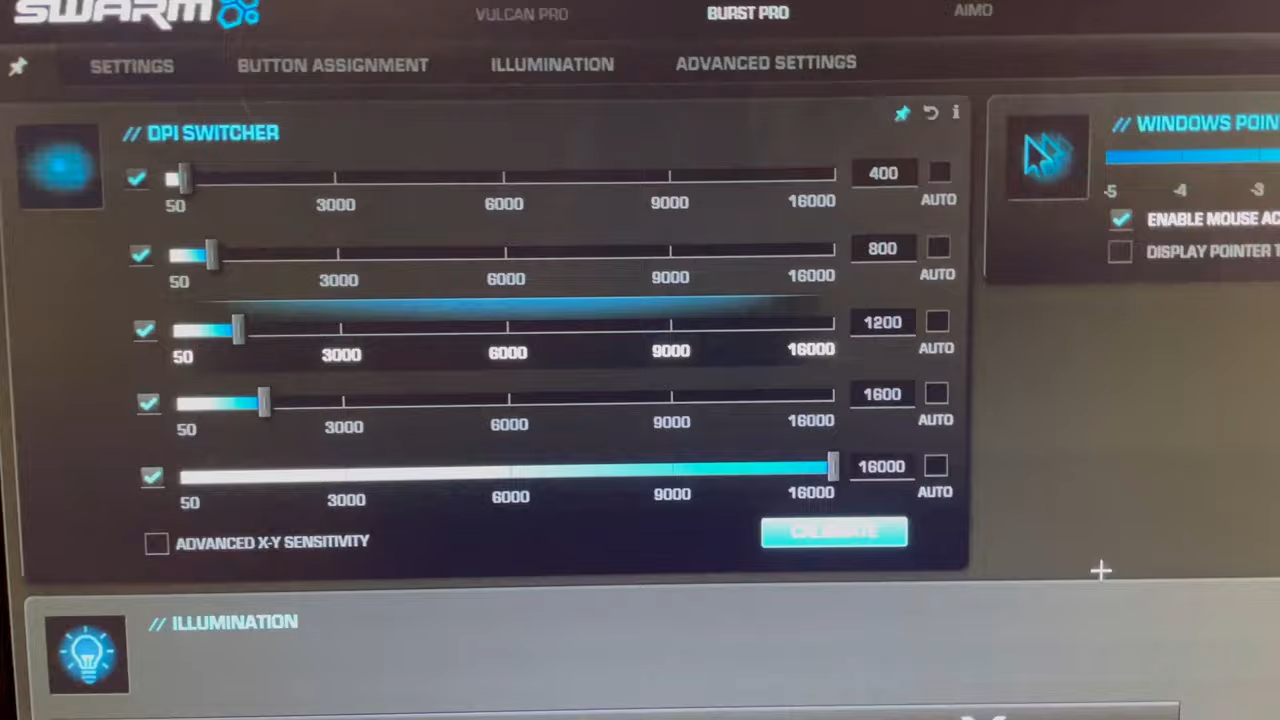 SWARM
VULCAN PRO
BURST PRO
AIMO
SETTINGS
BUTTON ASSIGNMENT
ILLUMINATION
ADVANCED SETTINGS
// DPI SWITCHER
50 3000 6000 9000 16000
400
AUTO
50 3000 6000 9000 16000
800
AUTO
50 3000 6000 9000 16000
1200
AUTO
50 3000 6000 9000 16000
1600
AUTO
50 3000 6000 9000 16000
16000
AUTO
ADVANCED X-Y SENSITIVITY
CALIBRATE
// WINDOWS POIN
-5 -4 -3
ENABLE MOUSE AC
DISPLAY POINTER T
// ILLUMINATION